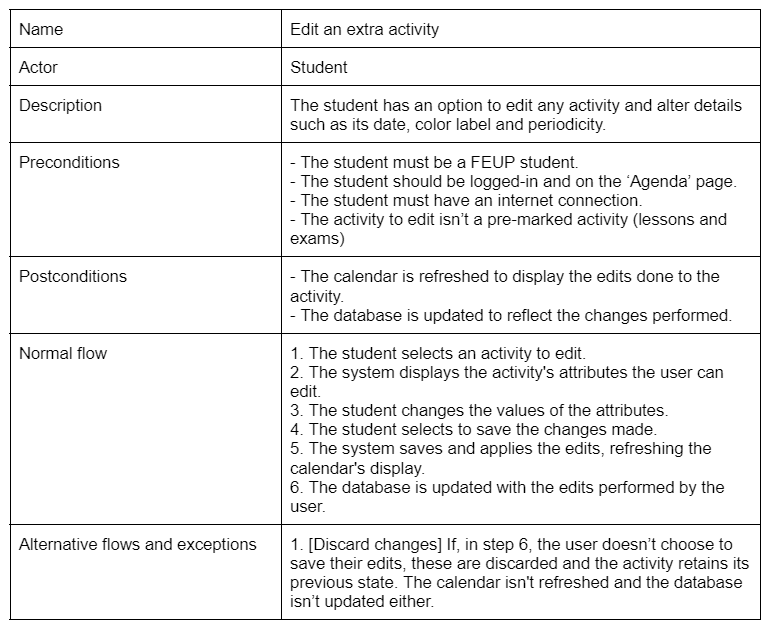 Name
Edit an extra activity
Actor
Student
Description
The student has an option to edit any activity and alter details
such as its date, color label and periodicity.
Preconditions
- The student must be a FEUP student.
- The student should be logged-in and on the ‘Agenda’ page.
- The student must have an internet connection.
- The activity to edit isn’t a pre-marked activity (lessons and
exams)
Postconditions
- The calendar is refreshed to display the edits done to the
activity.
- The database is updated to reflect the changes performed.
Normal flow
1. The student selects an activity to edit.
2. The system displays the activity's attributes the user can
edit.
3. The student changes the values of the attributes.
4. The student selects to save the changes made.
5. The system saves and applies the edits, refreshing the
calendar's display.
6. The database is updated with the edits performed by the
user.
Alternative flows and exceptions
1. [Discard changes] If, in step 6, the user doesn’t choose to
save their edits, these are discarded and the activity retains its
previous state. The calendar isn't refreshed and the database
isn’t updated either.